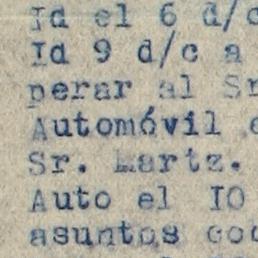 Id el 6 d/c
Id 9 d/c a
perar al Sr
Automóvil
Sr. Martz.
Auto el IO
asuntos